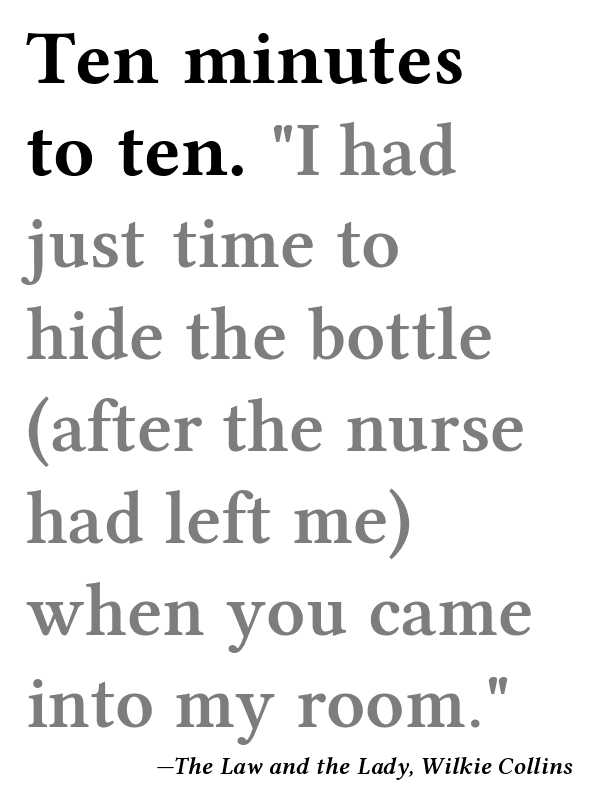 Ten minutes
to ten. "I had
just time to
hide the bottle
(after the nurse
had left me)
when you came
into my room."
—The Law and the Lady, Wilkie Collins